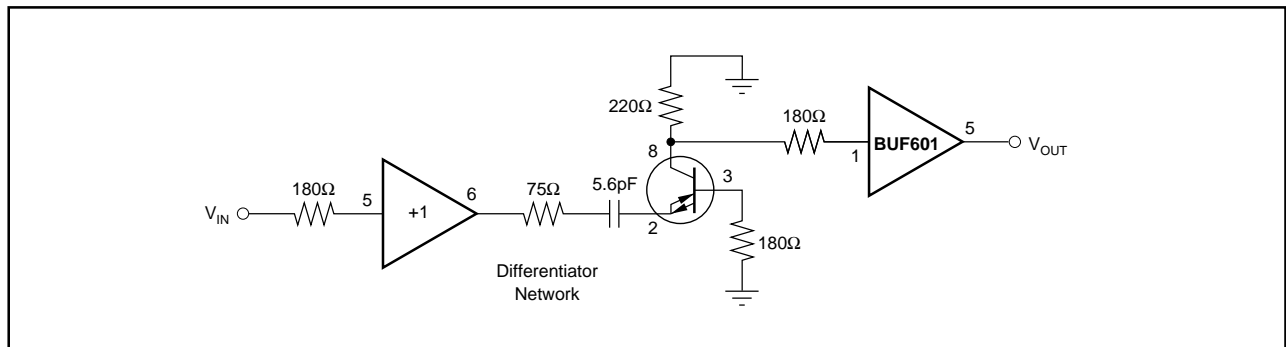 220Ω
180Ω
BUF601
5
V_OUT
1
8
3
5.6pF
75Ω
6
180Ω
5
+1
V_IN
2
180Ω
Differentiator
Network